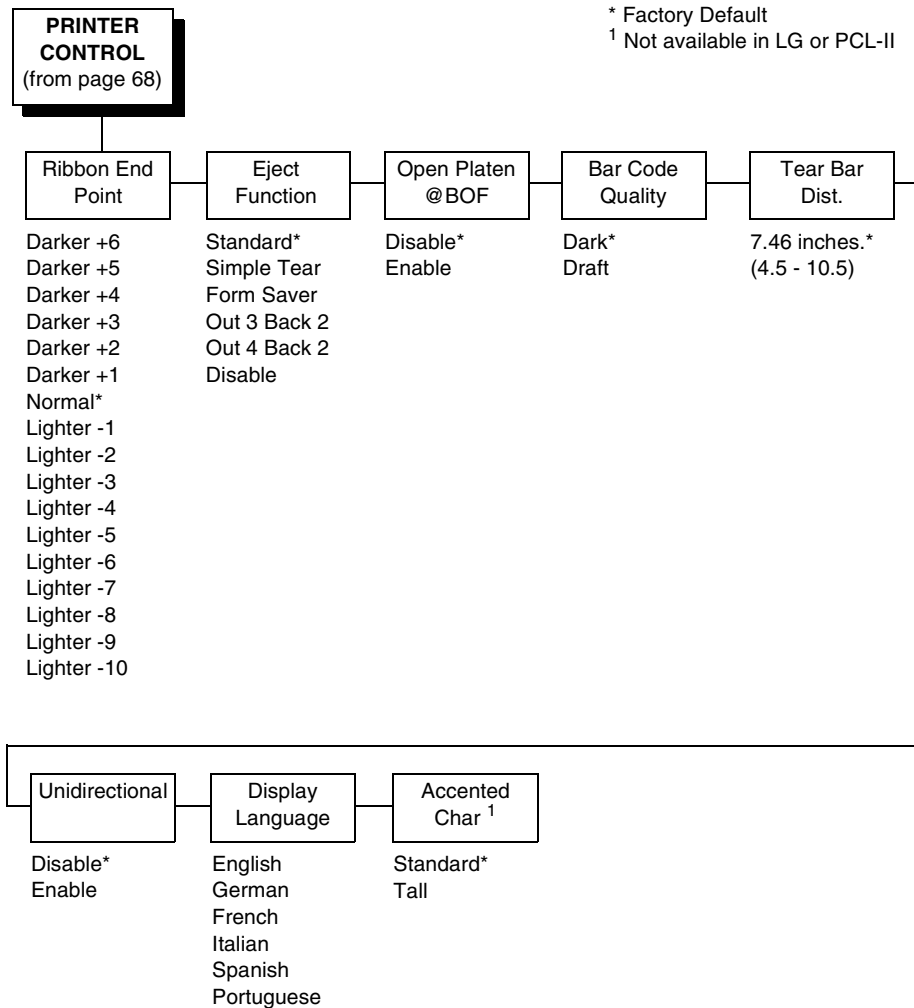 PRINTER
CONTROL
(from page 68)
* Factory Default
1 Not available in LG or PCL-II
Ribbon End
Point
Darker +6
Darker +5
Darker +4
Darker +3
Darker +2
Darker +1
Normal*
Lighter -1
Lighter -2
Lighter -3
Lighter -4
Lighter -5
Lighter -6
Lighter -7
Lighter -8
Lighter -9
Lighter -10
Eject
Function
Standard*
Simple Tear
Form Saver
Out 3 Back 2
Out 4 Back 2
Disable
Open Platen
@BOF
Disable*
Enable
Bar Code
Quality
Dark*
Draft
Tear Bar
Dist.
7.46 inches.*
(4.5 - 10.5)
Unidirectional
Disable*
Enable
Display
Language
English
German
French
Italian
Spanish
Portuguese
Accented
Char 1
Standard*
Tall